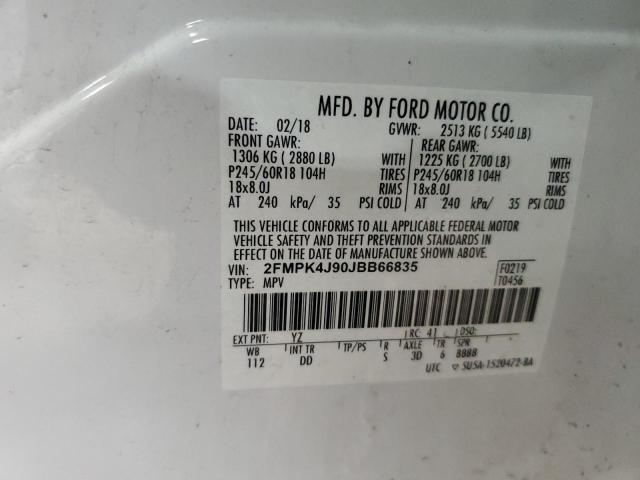 MFD. BY FORD MOTOR CO.
DATE: 02/18 GVWR: 2513 KG ( 5540 LB)
FRONT GAWR: REAR GAWR:
1306 KG ( 2880 LB) WITH 1225 KG ( 2700 LB) WITH
P245/60R18 104H TIRES P245/60R18 104H TIRES
18x8.0J RIMS 18x8.0J RIMS
AT 240 kPa/ 35 PSI COLD AT 240 kPa/ 35 PSI COLD
THIS VEHICLE CONFORMS TO ALL APPLICABLE FEDERAL MOTOR
VEHICLE SAFETY AND THEFT PREVENTION STANDARDS IN
EFFECT ON THE DATE OF MANUFACTURE SHOWN ABOVE.
VIN: 2FMPK4J90JBB66835 F0219
TYPE: MPV T0456
EXT PNT: YZ RC: 41 DSO:
WB INT TR TP/PS R AXLE TR SPR
112 DD S 3D 6 8888
UTC ▽ 5U5A-1520472-BA